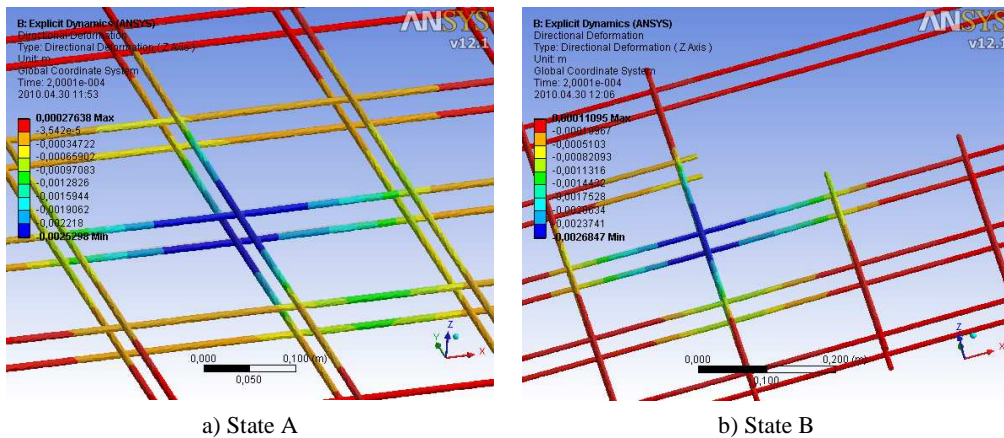 B: Explicit Dynamics (ANSYS)
Directional Deformation
Type: Directional Deformation ( Z Axis )
Unit: m
Global Coordinate System
Time: 2,0001e-004
2010.04.30 11:53
ANSYS
v12.1
0,00027638 Max
-3,542e-5
-0,00034722
-0,00065902
-0,00097083
-0,0012826
-0,0015944
-0,0019062
-0,002218
-0,0025298 Min
0,000
0,100 (m)
0,050
Z
Y
X
a) State A
B: Explicit Dynamics (ANSYS)
Directional Deformation
Type: Directional Deformation ( Z Axis )
Unit: m
Global Coordinate System
Time: 2,0001e-004
2010.04.30 12:06
ANSYS
v12.1
0,00011095 Max
-0,00019967
-0,00082093
-0,0011316
-0,0014432
-0,0017528
-0,0023741
-0,0026847 Min
0,000
0,200 (m)
0,100
Z
X
b) State B